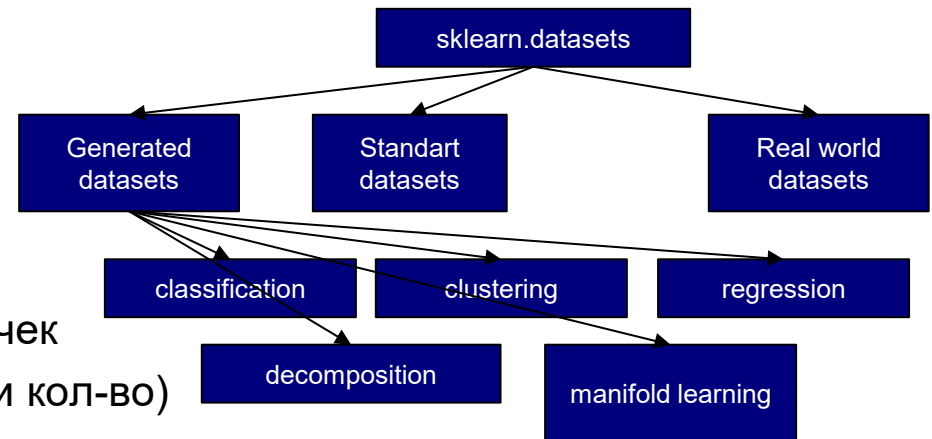 sklearn.datasets
Generated
datasets
Standart
datasets
Real world
datasets
classification
clustering
regression
чек
decomposition
и кол-во)
manifold learning